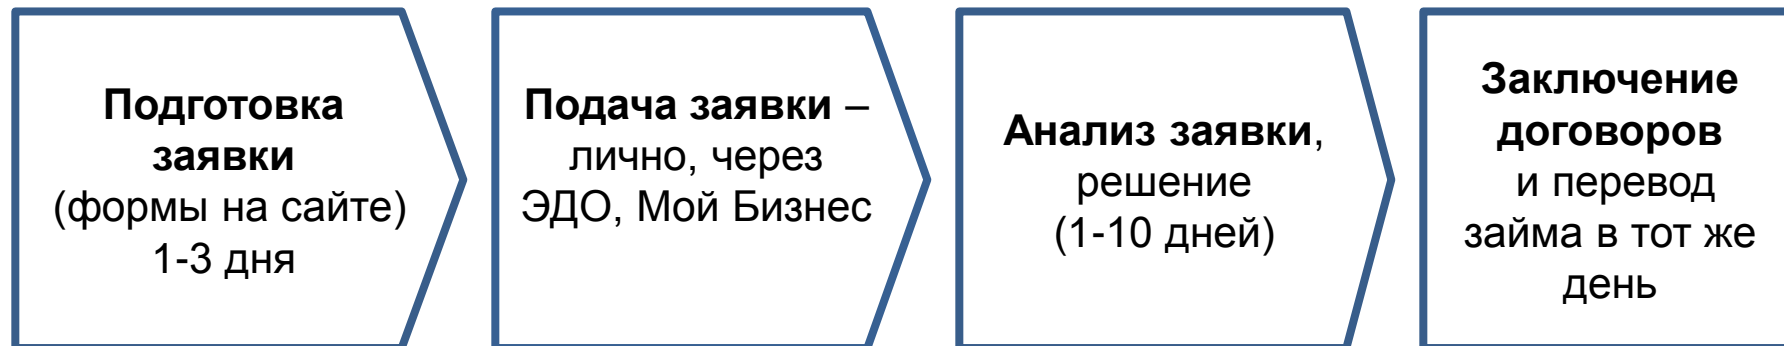 Подготовка
заявки
(формы на сайте)
1-3 дня
Подача заявки –
лично, через
ЭДО, Мой Бизнес
Анализ заявки,
решение
(1-10 дней)
Заключение
договоров
и перевод
займа в тот же
день